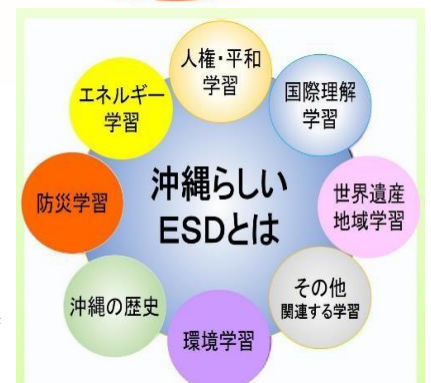 人権・平和
学習
国際理解
学習
世界遺産
地域学習
その他
関連する学習
環境学習
沖縄の歴史
防災学習
エネルギー
学習
沖縄らしい
ESDとは